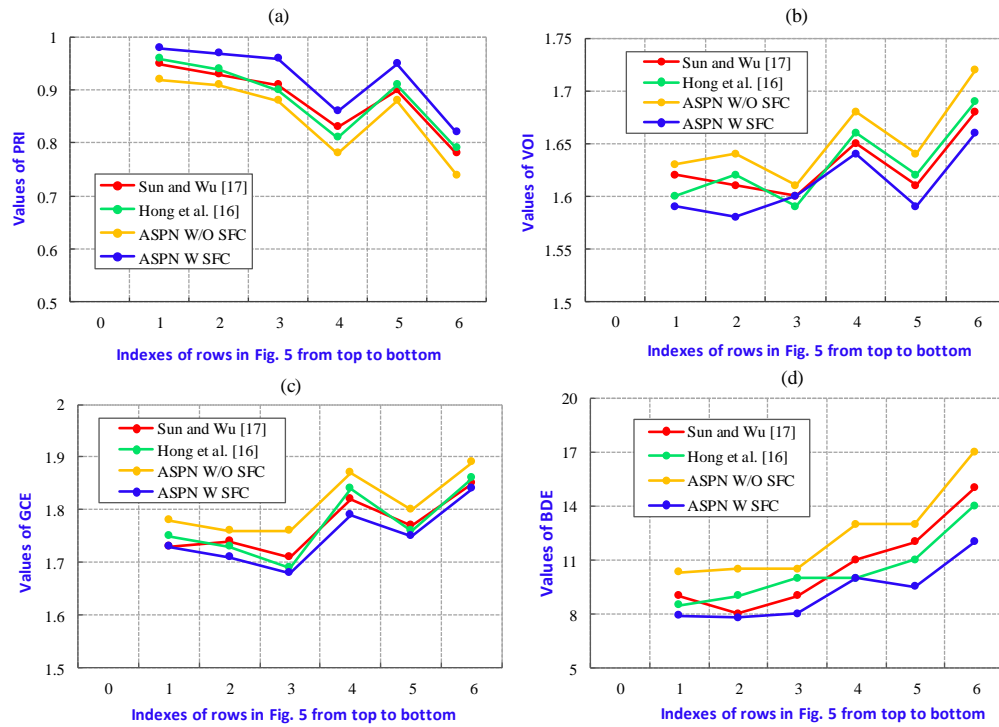 (a)
1
0.9
0.8
0.7
0.6
0.5
Values of PRI
Sun and Wu [17]
Hong et al. [16]
ASPN W/O SFC
ASPN W SFC
0 1 2 3 4 5 6
Indexes of rows in Fig. 5 from top to bottom
(b)
1.75
1.7
1.65
1.6
1.55
1.5
Values of VOI
Sun and Wu [17]
Hong et al. [16]
ASPN W/O SFC
ASPN W SFC
0 1 2 3 4 5 6
Indexes of rows in Fig. 5 from top to bottom
(c)
2
1.9
1.8
1.7
1.6
1.5
Values of GCE
Sun and Wu [17]
Hong et al. [16]
ASPN W/O SFC
ASPN W SFC
0 1 2 3 4 5 6
Indexes of rows in Fig. 5 from top to bottom
(d)
20
17
14
11
8
5
Values of BDE
Sun and Wu [17]
Hong et al. [16]
ASPN W/O SFC
ASPN W SFC
0 1 2 3 4 5 6
Indexes of rows in Fig. 5 from top to bottom